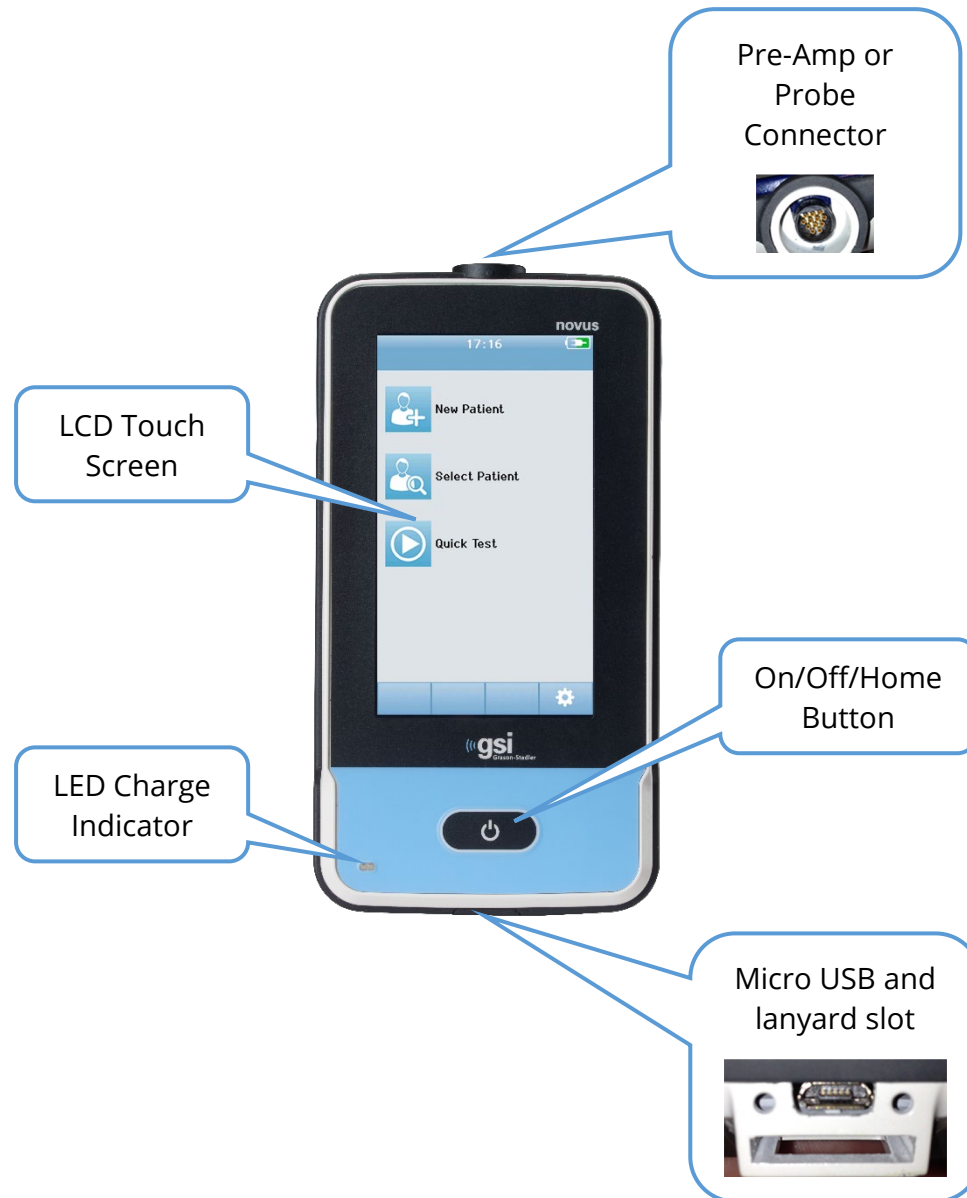 Pre-Amp or
Probe
Connector
novus
17:16
New Patient
LCD Touch
Screen
Select Patient
Quick Test
On/Off/Home
Button
gsi
Grason-Stadler
LED Charge
Indicator
Micro USB and
lanyard slot